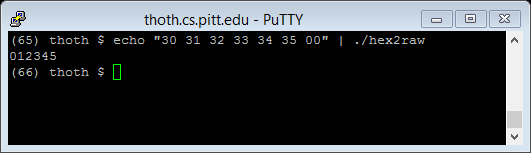 thoth.cs.pitt.edu - PuTTY
(65) thoth $ echo "30 31 32 33 34 35 00" | ./hex2raw
012345
(66) thoth $